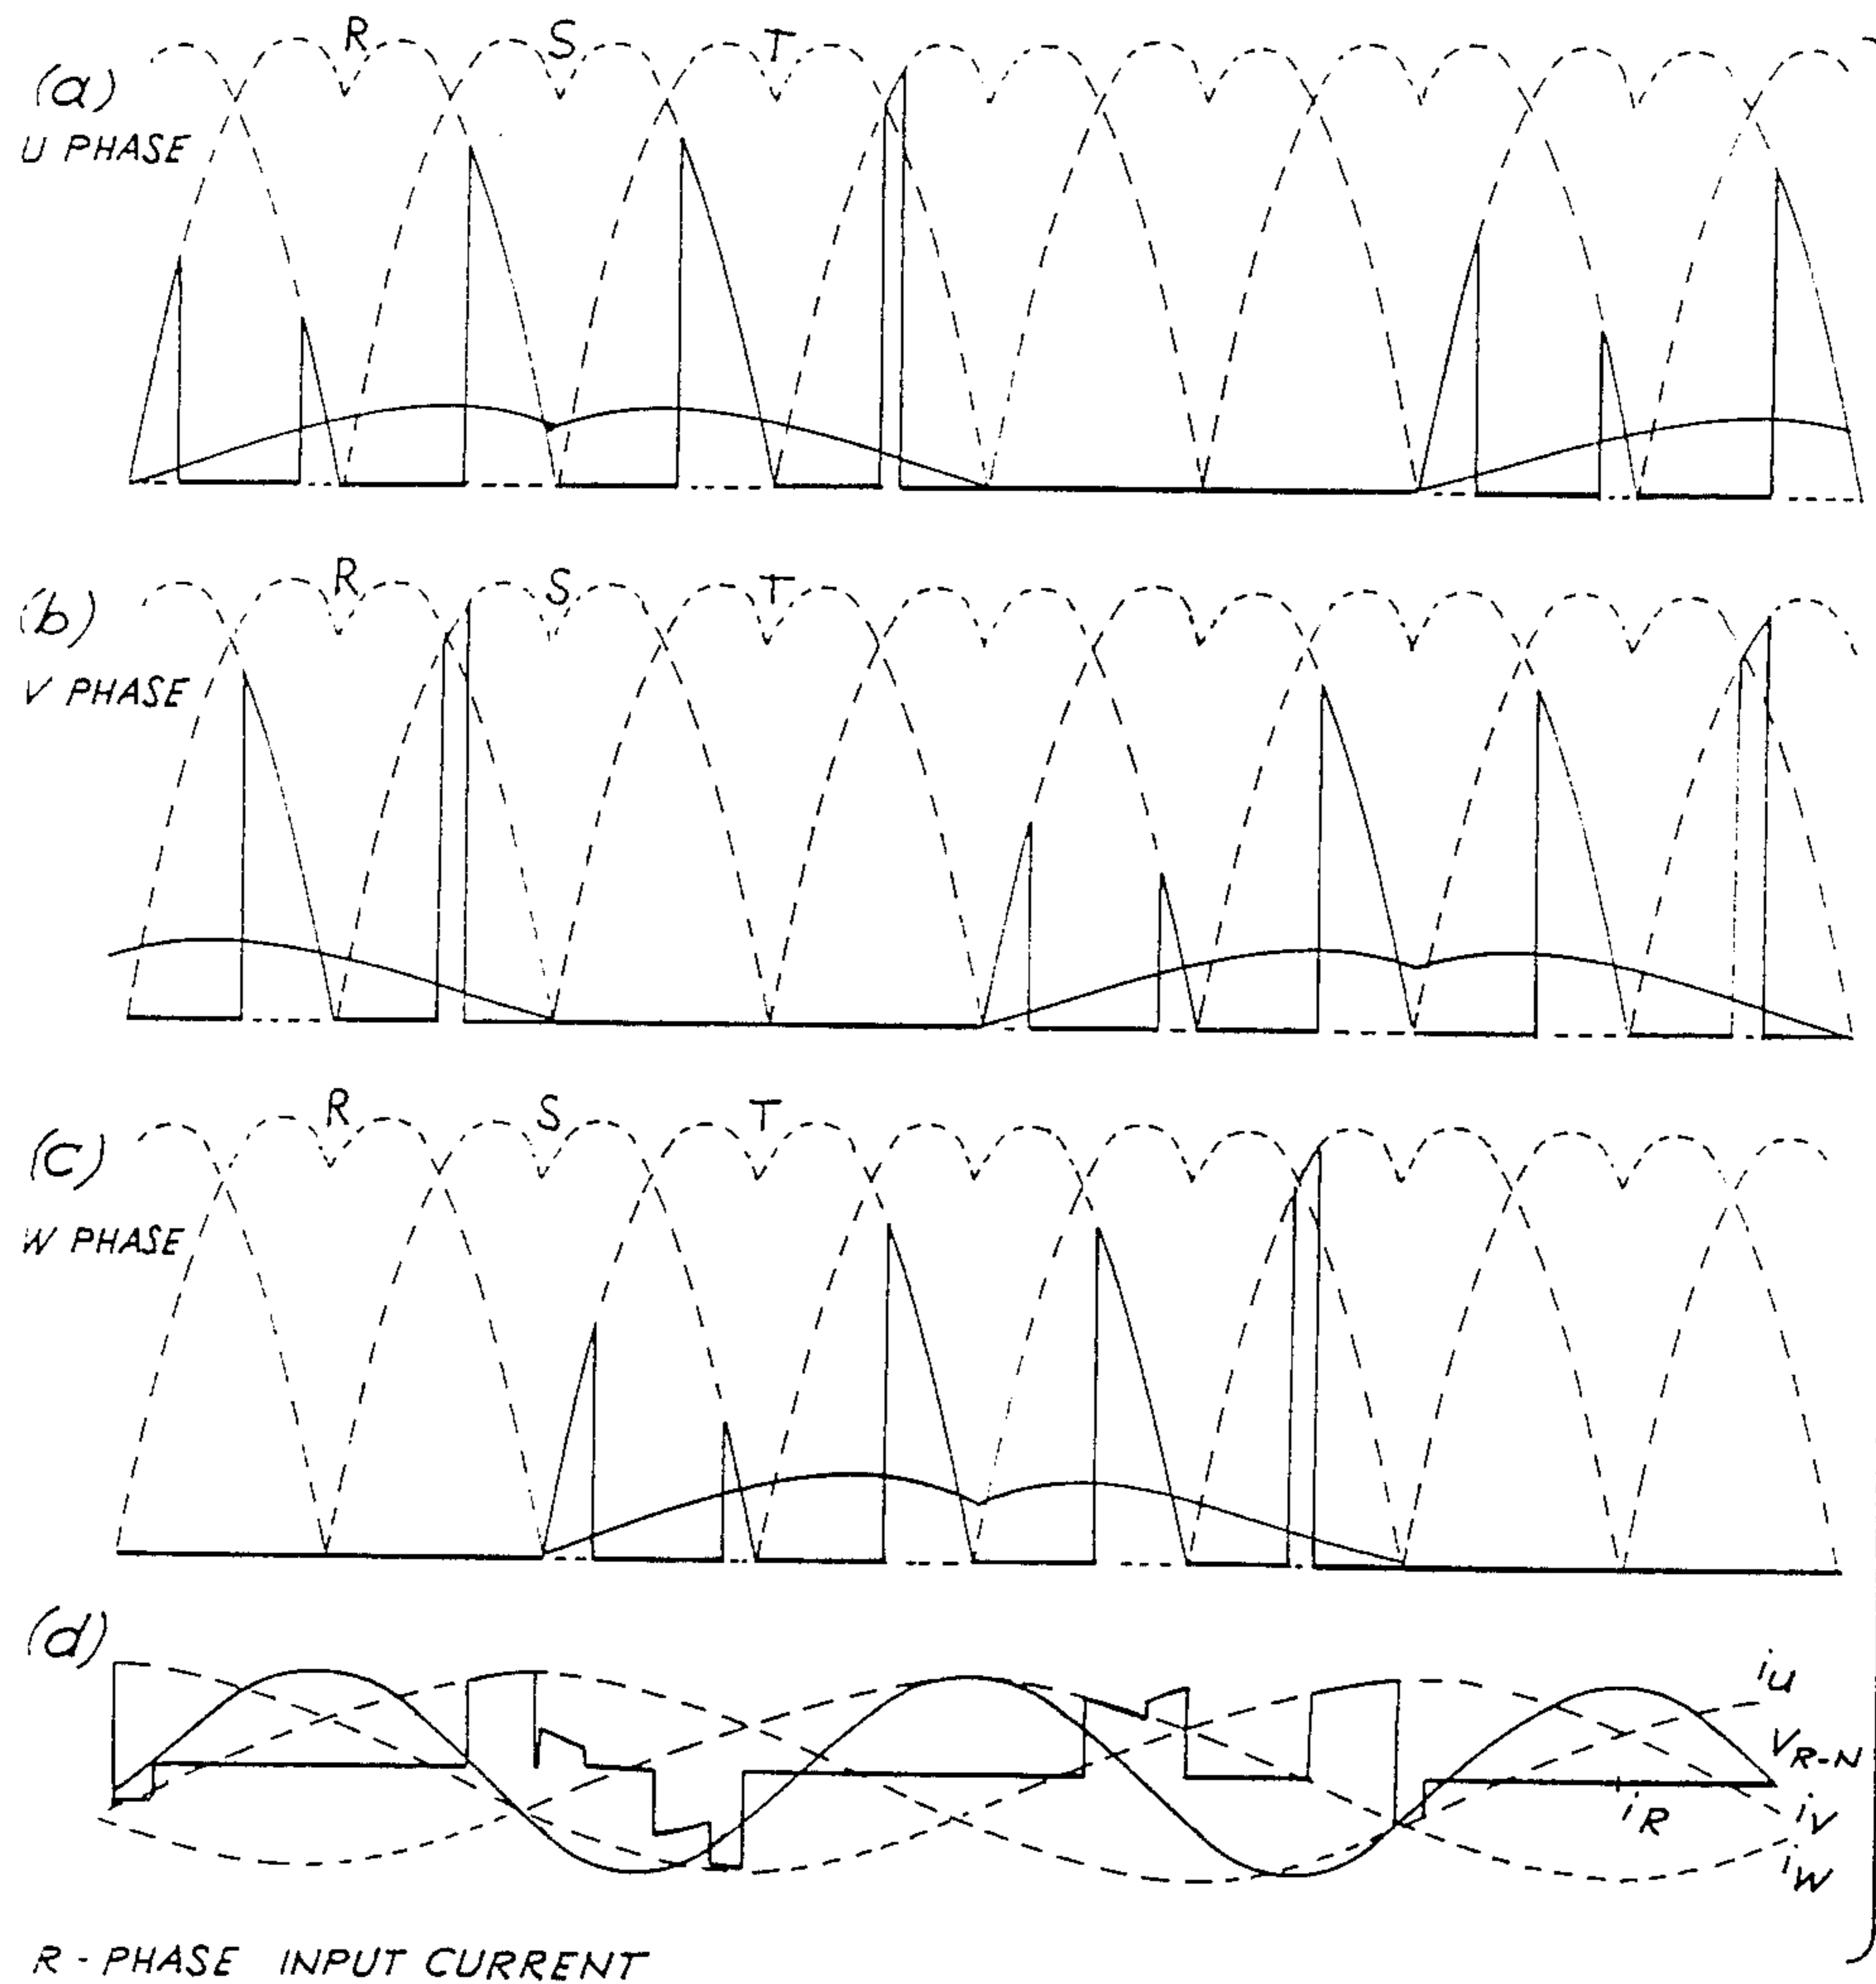 R S T
(a)
U PHASE
R S T
(b)
V PHASE
R S T
(c)
W PHASE
(d)
iU
VR-N
iR
iV
iW
R - PHASE INPUT CURRENT